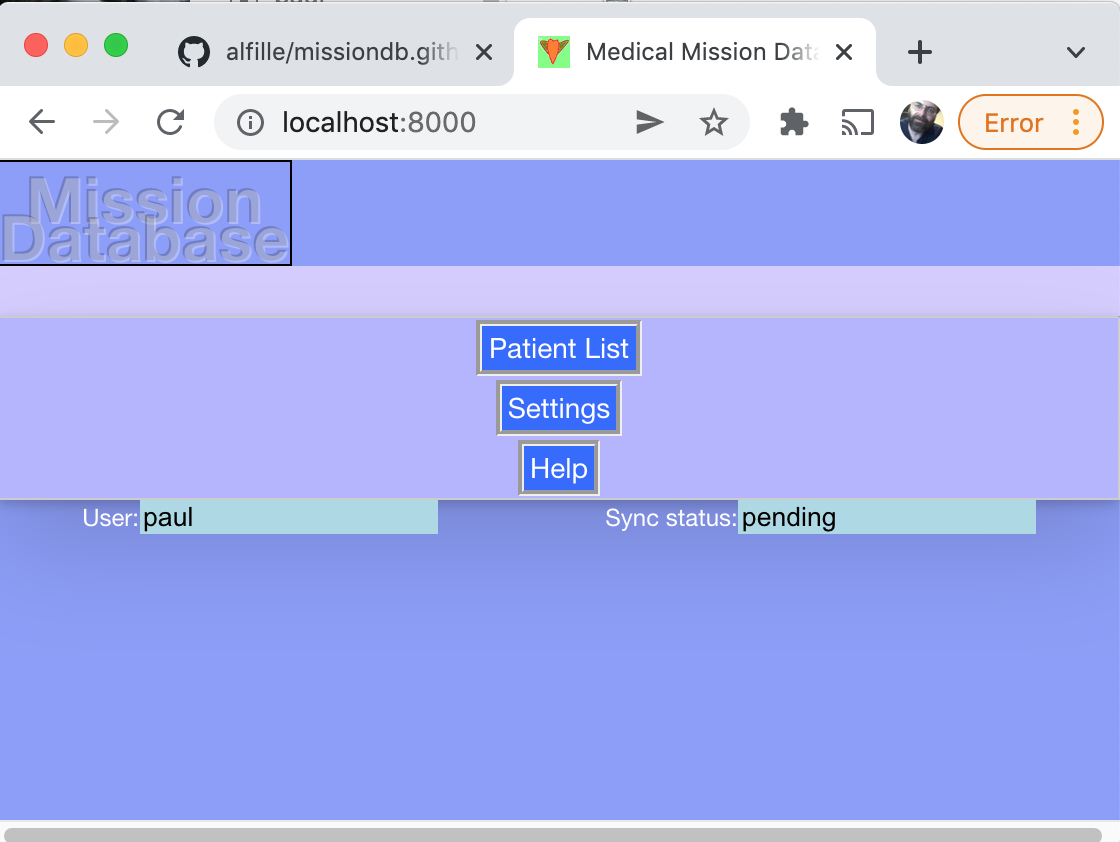 alfille/missiondb.gith
Medical Mission Data
localhost:8000
Error
Mission
Database
Patient List
Settings
Help
User: paul
Sync status: pending